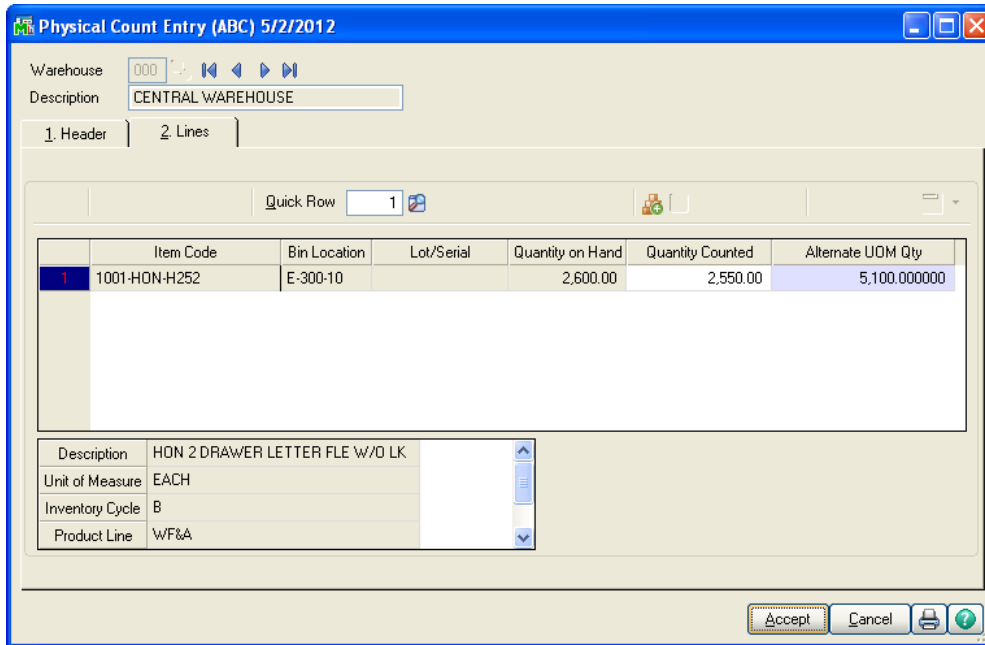 Physical Count Entry (ABC) 5/2/2012
Warehouse 000
Description CENTRAL WAREHOUSE
1. Header 2. Lines
Quick Row 1
Item Code Bin Location Lot/Serial Quantity on Hand Quantity Counted Alternate UOM Qty
1 1001-HON-H252 E-300-10 2,600.00 2,550.00 5,100.000000
Description HON 2 DRAWER LETTER FLE W/O LK
Unit of Measure EACH
Inventory Cycle B
Product Line WF&A
Accept Cancel